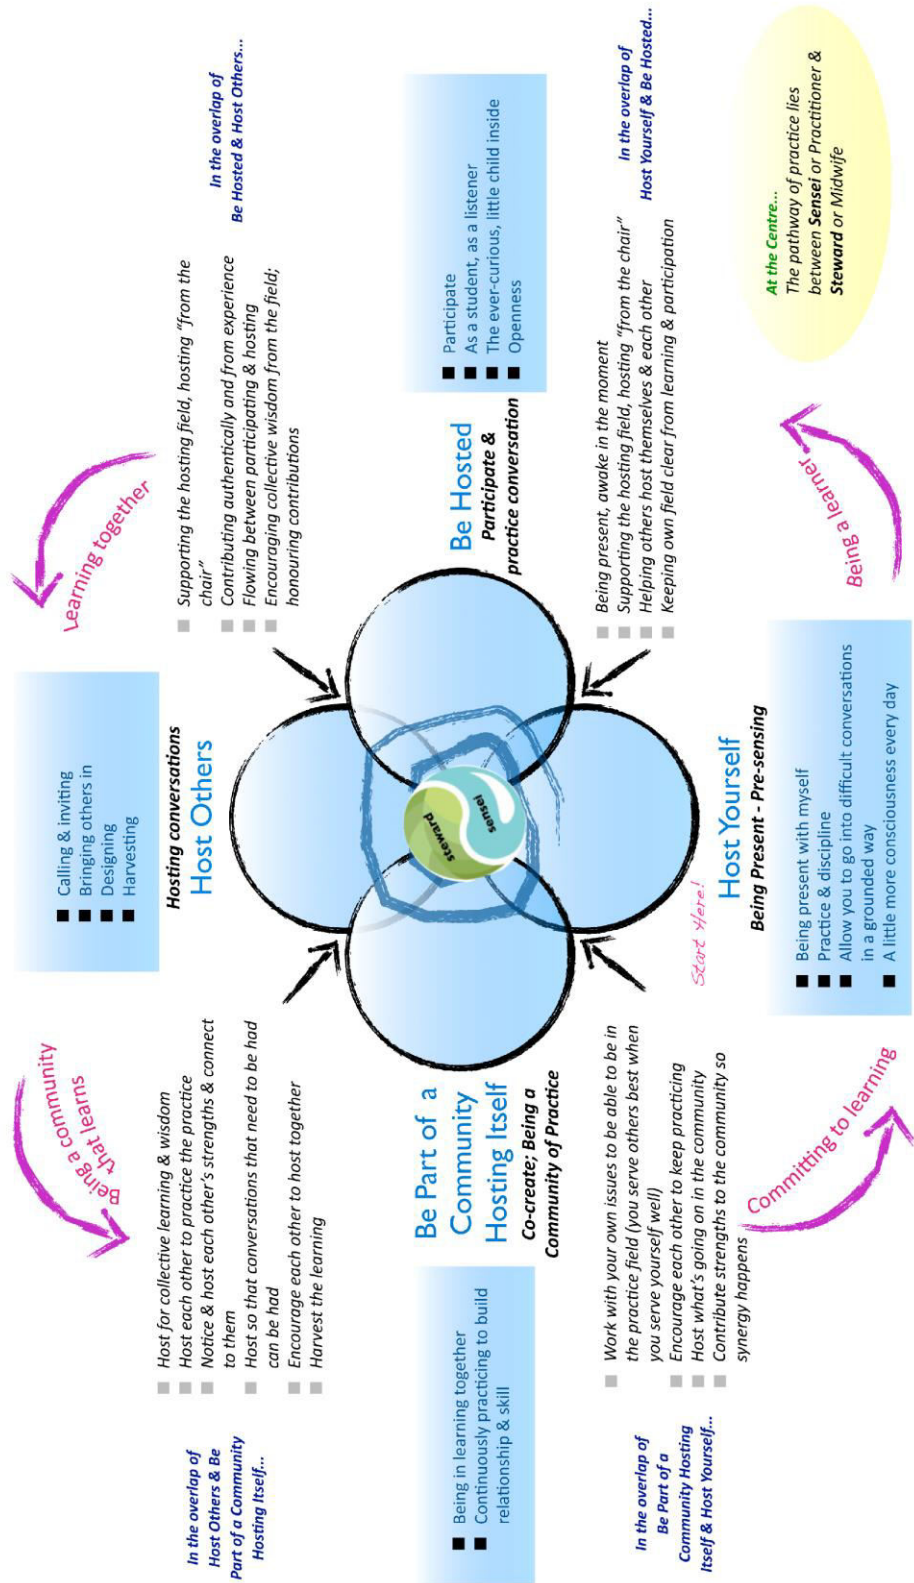 Being a community
that learns
Learning together
Calling & inviting
Bringing others in
Designing
Harvesting
Hosting conversations
Host Others
In the overlap of
Host Others & Be
Part of a Community
Hosting Itself...
Host for collective learning & wisdom
Host each other to practice the practice
Notice & host each other's strengths & connect
to them
Host so that conversations that need to be had
can be had
Encourage each other to host together
Harvest the learning
Supporting the hosting field, hosting “from the
chair”
Contributing authentically and from experience
Flowing between participating & hosting
Encouraging collective wisdom from the field;
honouring contributions
In the overlap of
Be Hosted & Host Others...
Being in learning together
Continuously practicing to build
relationship & skill
Be Part of a
Community
Hosting Itself
Co-create; Being a
Community of Practice
steward
sensei
Be Hosted
Participate &
practice conversation
Participate
As a student, as a listener
The ever-curious, little child inside
Openness
In the overlap of
Be Part of a
Community Hosting
Itself & Host Yourself...
Work with your own issues to be able to be in
the practice field (you serve others best when
you serve yourself well)
Encourage each other to keep practicing
Host what's going on in the community
Contribute strengths to the community so
synergy happens
Being present, awake in the moment
Supporting the hosting field, hosting “from the chair”
Helping others host themselves & each other
Keeping own field clear from learning & participation
In the overlap of
Host Yourself & Be Hosted...
Start Here!
Host Yourself
Being Present - Pre-sensing
Being present with myself
Practice & discipline
Allow you to go into difficult conversations
in a grounded way
A little more consciousness every day
Committing to learning
Being a learner
At the Centre...
The pathway of practice lies
between Sensei or Practitioner &
Steward or Midwife